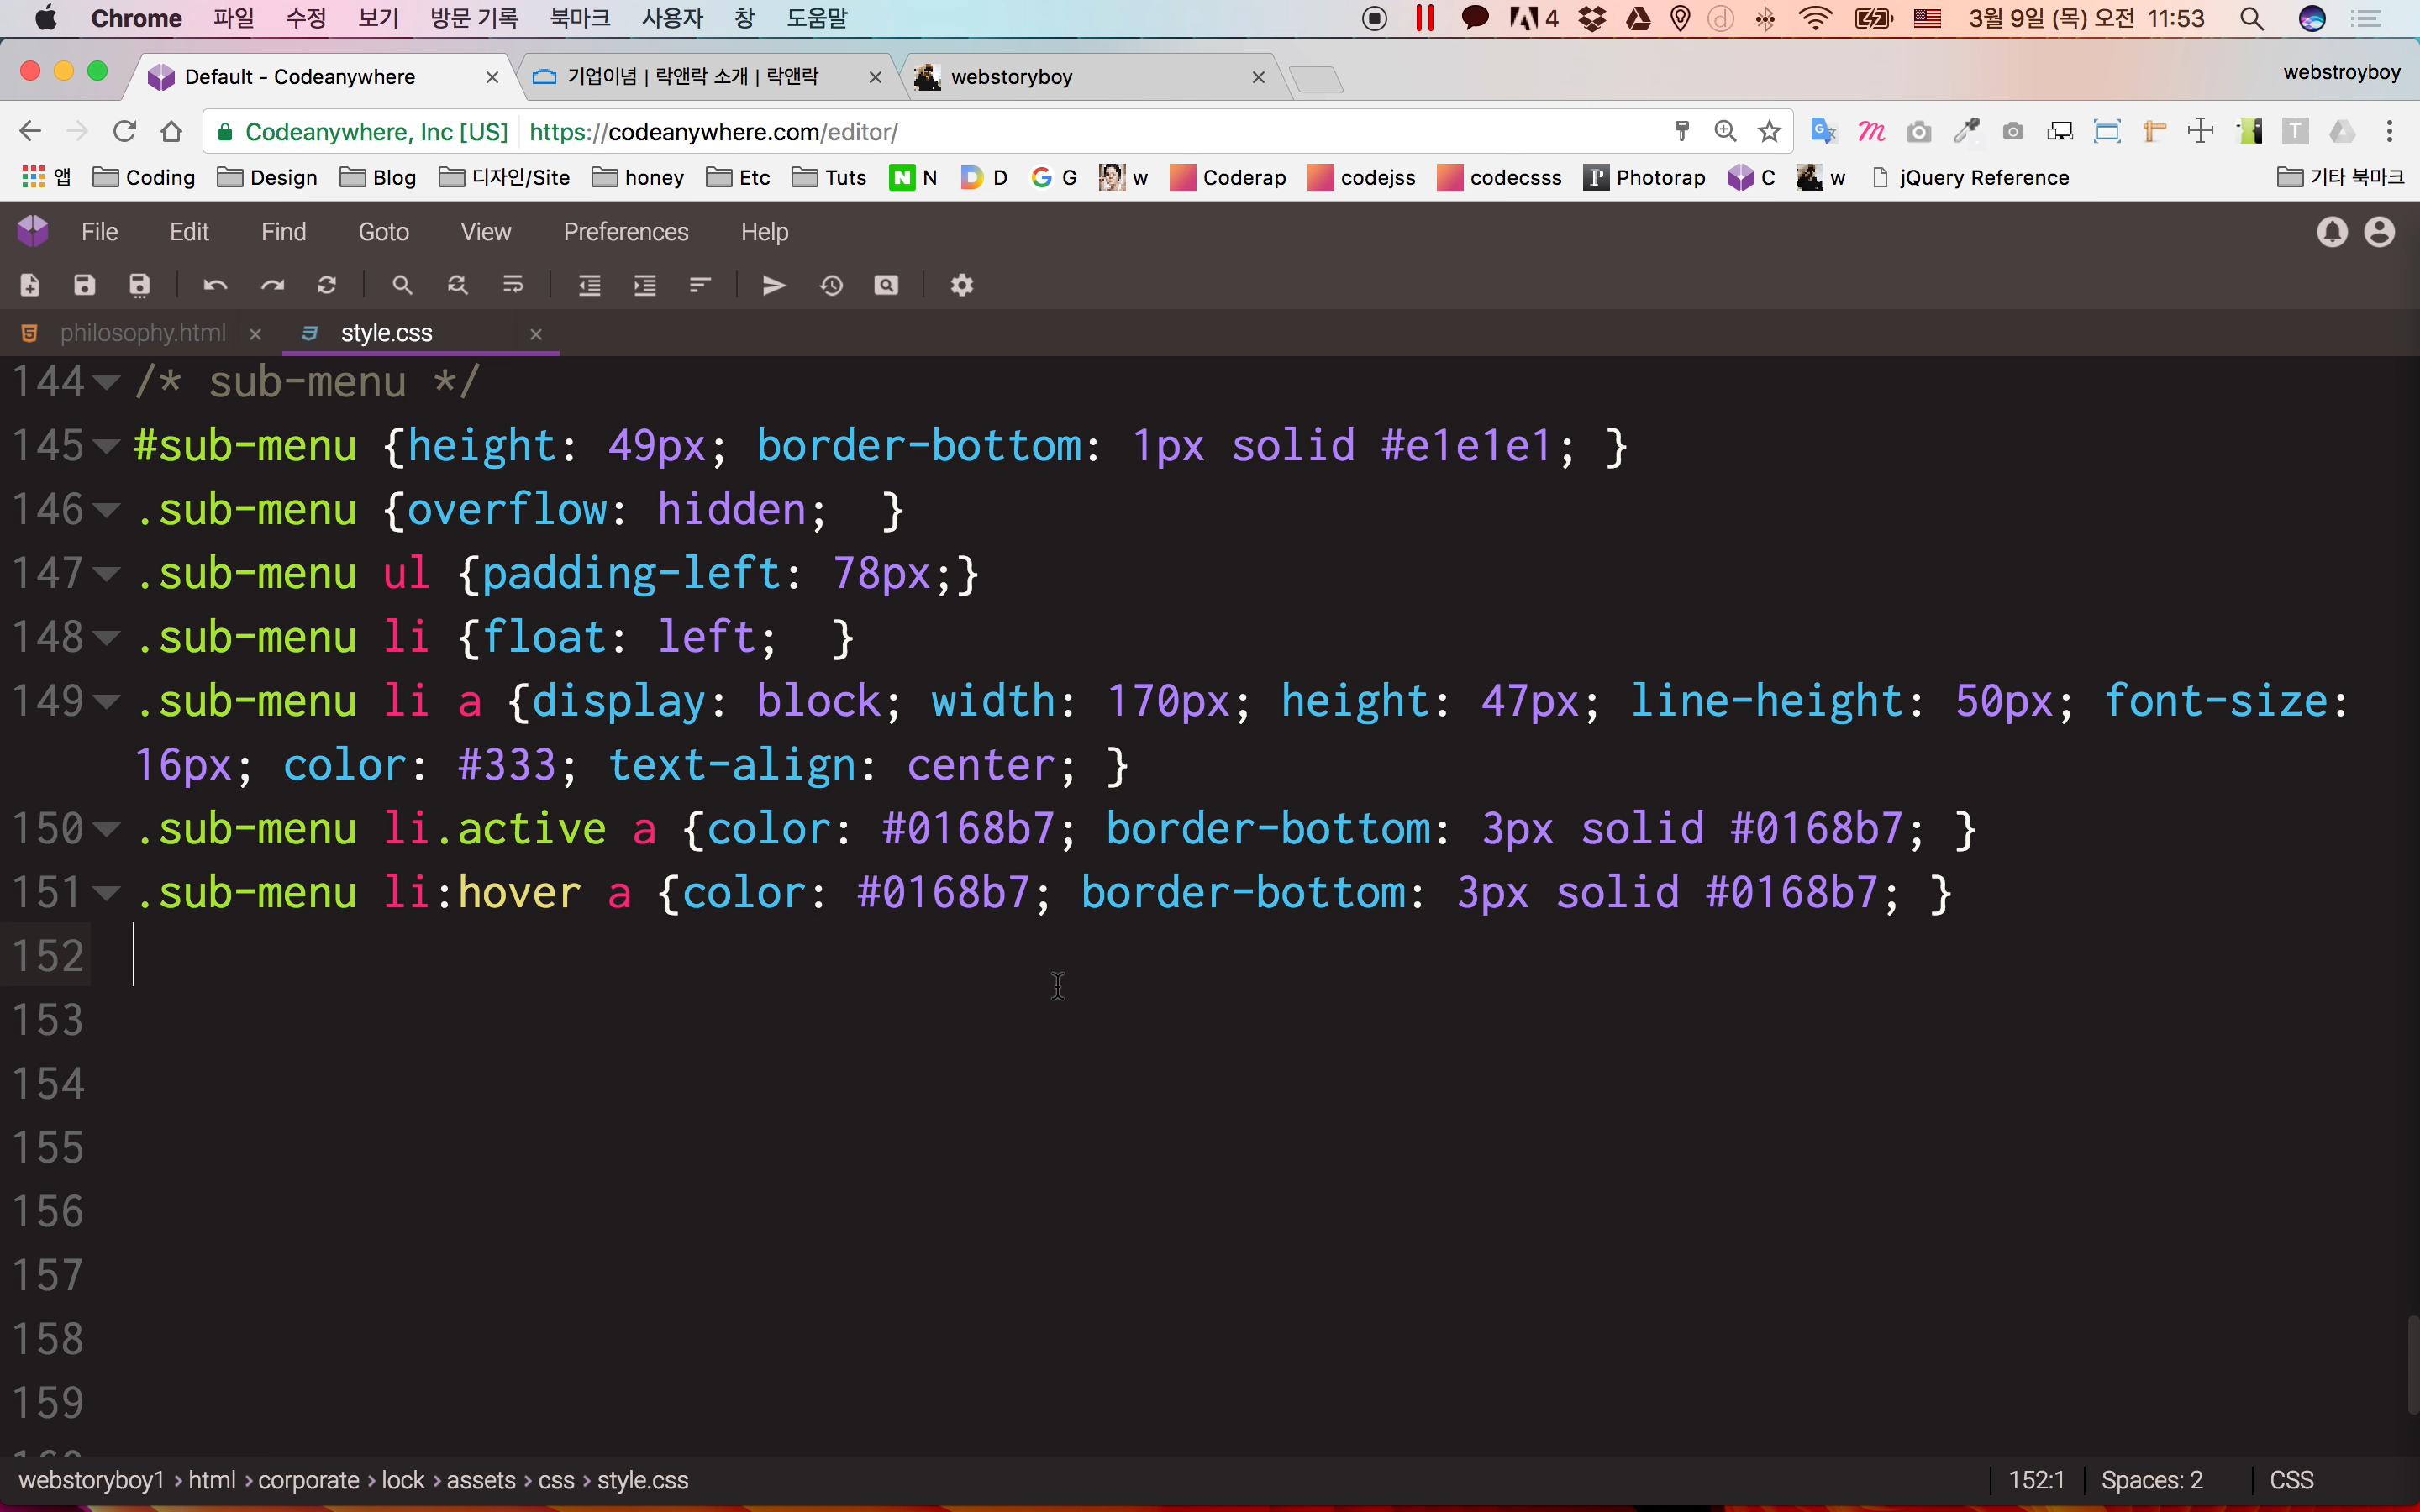 Chrome 파일 수정 보기 방문 기록 북마크 사용자 창 도움말 4 3월 9일 (목) 오전 11:53
Default - Codeanywhere 기업이념 | 락앤락 소개 | 락앤락 webstoryboy webstroyboy
Codeanywhere, Inc [US] https://codeanywhere.com/editor/
앱 Coding Design Blog 디자인/Site honey Etc Tuts N D G w Coderap codejss codecsss Photorap C w jQuery Reference 기타 북마크
File Edit Find Goto View Preferences Help
philosophy.html style.css
144 /* sub-menu */
145 #sub-menu {height: 49px; border-bottom: 1px solid #e1e1e1; }
146 .sub-menu {overflow: hidden;  }
147 .sub-menu ul {padding-left: 78px;}
148 .sub-menu li {float: left;  }
149 .sub-menu li a {display: block; width: 170px; height: 47px; line-height: 50px; font-size:
16px; color: #333; text-align: center; }
150 .sub-menu li.active a {color: #0168b7; border-bottom: 3px solid #0168b7; }
151 .sub-menu li:hover a {color: #0168b7; border-bottom: 3px solid #0168b7; }
152
153
154
155
156
157
158
159
webstoryboy1 > html > corporate > lock > assets > css > style.css 152:1 Spaces: 2 CSS